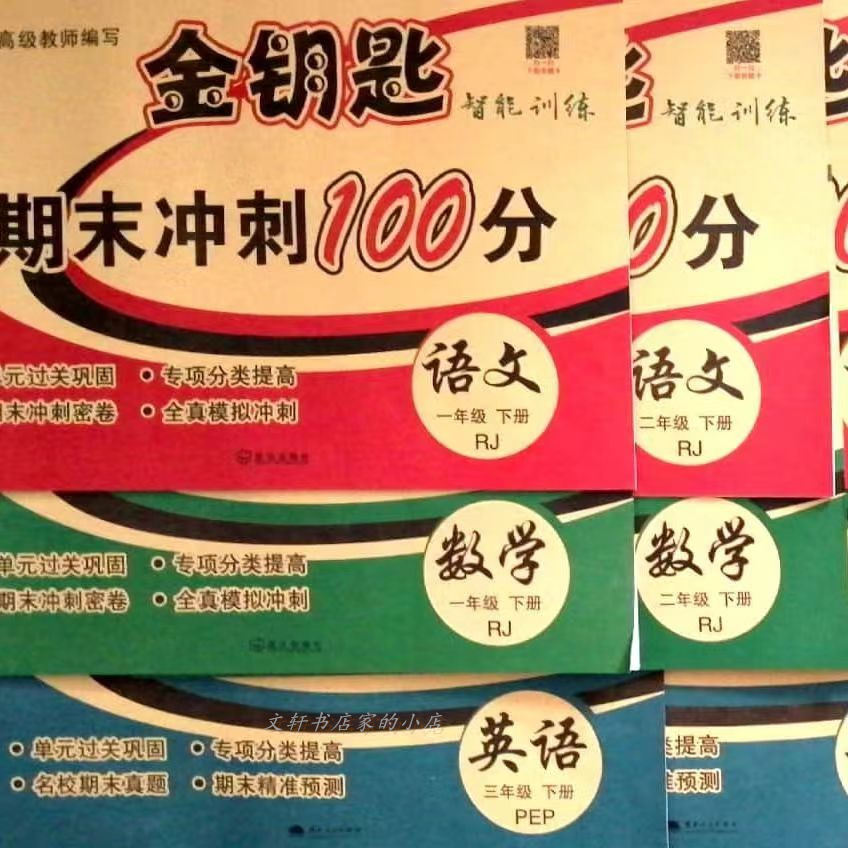 高级教师编写
金钥匙
智能训练
期末冲刺100分
单元过关巩固 • 专项分类提高
期末冲刺密卷 • 全真模拟冲刺
语文
一年级 下册
RJ
智能训练
0分
语文
二年级 下册
RJ
单元过关巩固 • 专项分类提高
期末冲刺密卷 • 全真模拟冲刺
数学
一年级 下册
RJ
数学
二年级 下册
RJ
文轩书店家的小店
• 单元过关巩固 • 专项分类提高
• 名校期末真题 • 期末精准预测
英语
三年级 下册
PEP
类提高
准预测